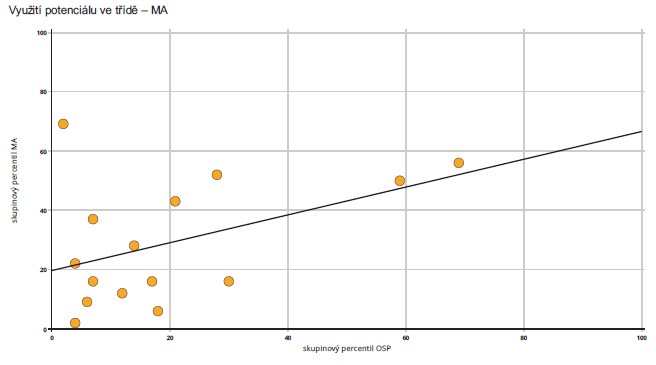 Využití potenciálu ve třídě – MA
100
80
60
40
20
0
skupinový percentil MA
0 20 40 60 80 100
skupinový percentil OSP